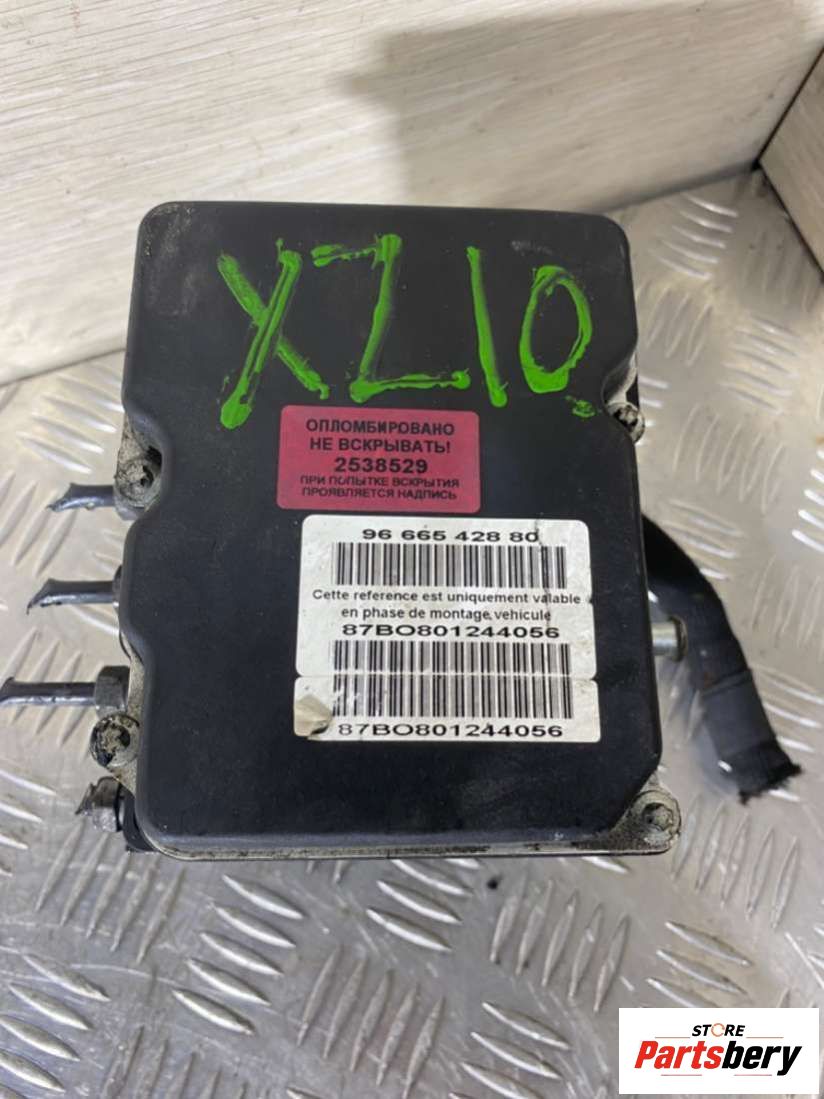 XZ10
ОПЛОМБИРОВАНО
НЕ ВСКРЫВАТЬ!
2538529
ПРИ ПОПЫТКЕ ВСКРЫТИЯ
ПРОЯВЛЯЕТСЯ НАДПИСЬ
96 665 428 80
Cette reference est uniquement valable
en phase de montage vehicule
87BO801244056
87BO801244056
STORE
Partsbery